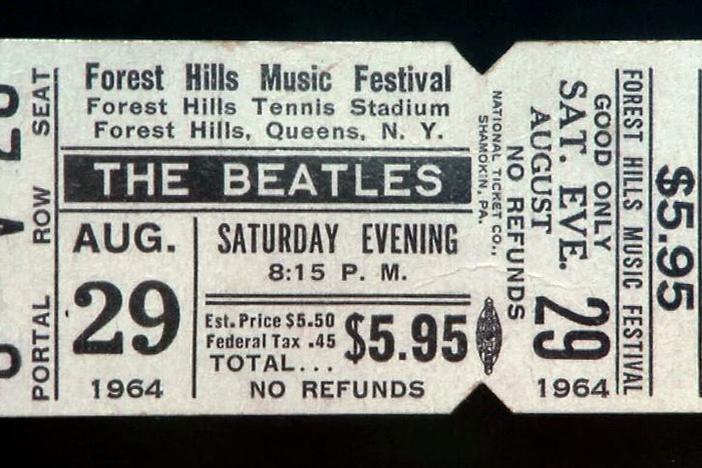 SEAT
ROW
PORTAL
Forest Hills Music Festival
Forest Hills Tennis Stadium
Forest Hills, Queens, N. Y.
THE BEATLES
AUG.
29
1964
SATURDAY EVENING
8:15 P. M.
Est. Price $5.50
Federal Tax .45
TOTAL...
$5.95
NO REFUNDS
NATIONAL TICKET CO.,
SHAMOKIN, PA.
NO REFUNDS
GOOD ONLY
SAT. EVE.
AUGUST
29
1964
FOREST HILLS MUSIC FESTIVAL
$5.95